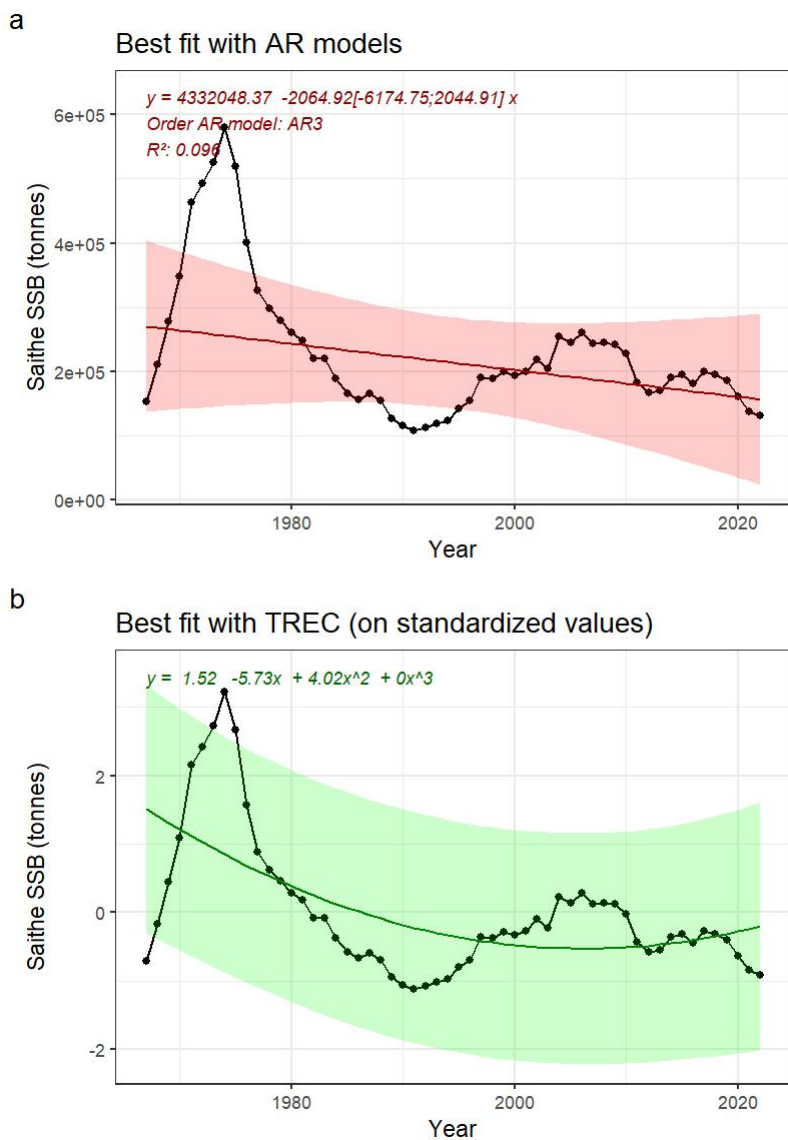 a
Best fit with AR models
y = 4332048.37 -2064.92[-6174.75;2044.91] x
Order AR model: AR3
R²: 0.096
6e+05
4e+05
2e+05
0e+00
Saithe SSB (tonnes)
1980 2000 2020
Year
b
Best fit with TREC (on standardized values)
y = 1.52 -5.73x + 4.02x^2 + 0x^3
2
0
-2
Saithe SSB (tonnes)
1980 2000 2020
Year